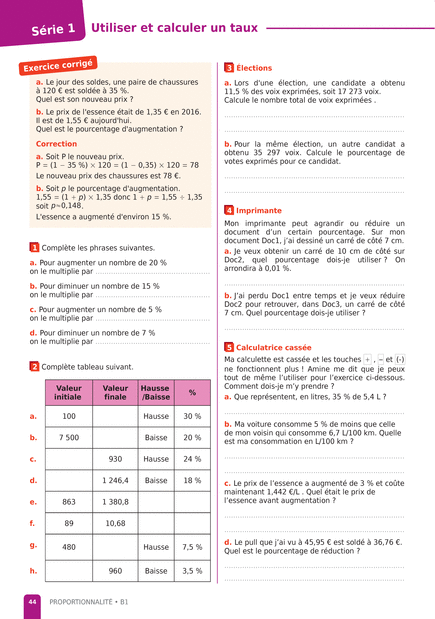 Série 1
Utiliser et calculer un taux
Exercice corrigé
a. Le jour des soldes, une paire de chaussures
à 120 € est soldée à 35 %.
Quel est son nouveau prix ?
b. Le prix de l'essence était de 1,35 € en 2016.
Il est de 1,55 € aujourd'hui.
Quel est le pourcentage d'augmentation ?
Correction
a. Soit P le nouveau prix.
P = (1 − 35 %) × 120 = (1 − 0,35) × 120 = 78
Le nouveau prix des chaussures est 78 €.
b. Soit p le pourcentage d'augmentation.
1,55 = (1 + p) × 1,35 donc 1 + p = 1,55 ÷ 1,35
soit p≈0,148.
L'essence a augmenté d'environ 15 %.
1 Complète les phrases suivantes.
a. Pour augmenter un nombre de 20 %
on le multiplie par
b. Pour diminuer un nombre de 15 %
on le multiplie par
c. Pour augmenter un nombre de 5 %
on le multiplie par
d. Pour diminuer un nombre de 7 %
on le multiplie par
2 Complète le tableau suivant.
Valeur initiale Valeur finale Hausse /Baisse %
a. 100 Hausse 30 %
b. 7 500 Baisse 20 %
c. 930 Hausse 24 %
d. 1 246,4 Baisse 18 %
e. 863 1 380,8
f. 89 10,68
g. 480 Hausse 7,5 %
h. 960 Baisse 3,5 %
3 Élections
a. Lors d'une élection, une candidate a obtenu
11,5 % des voix exprimées, soit 17 273 voix.
Calcule le nombre total de voix exprimées .
b. Pour la même élection, un autre candidat a
obtenu 35 297 voix. Calcule le pourcentage de
votes exprimés pour ce candidat.
4 Imprimante
Mon imprimante peut agrandir ou réduire un
document d'un certain pourcentage. Sur mon
document Doc1, j'ai dessiné un carré de côté 7 cm.
a. Je veux obtenir un carré de 10 cm de côté sur
Doc2, quel pourcentage dois-je utiliser ? On
arrondira à 0,01 %.
b. J'ai perdu Doc1 entre temps et je veux réduire
Doc2 pour retrouver, dans Doc3, un carré de côté
7 cm. Quel pourcentage dois-je utiliser ?
5 Calculatrice cassée
Ma calculette est cassée et les touches + , − et (-)
ne fonctionnent plus ! Amine me dit que je peux
tout de même l'utiliser pour l'exercice ci-dessous.
Comment dois-je m'y prendre ?
a. Que représentent, en litres, 35 % de 5,4 L ?
b. Ma voiture consomme 5 % de moins que celle
de mon voisin qui consomme 6,7 L/100 km. Quelle
est ma consommation en L/100 km ?
c. Le prix de l'essence a augmenté de 3 % et coûte
maintenant 1,442 €/L . Quel était le prix de
l'essence avant augmentation ?
d. Le pull que j'ai vu à 45,95 € est soldé à 36,76 €.
Quel est le pourcentage de réduction ?
44 PROPORTIONNALITÉ • B1